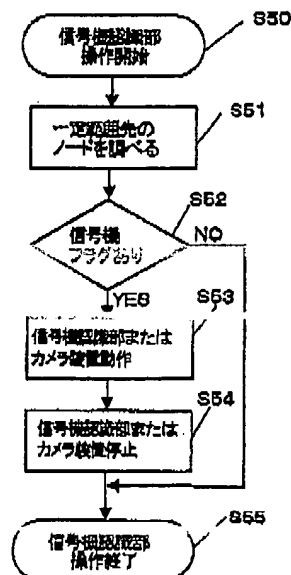 S50
信号機認識部
操作開始
S51
一定範囲先の
ノードを調べる
S52
信号機
フラグあり
NO
YES
S53
信号機認識部または
カメラ装置動作
S54
信号機認識部または
カメラ装置停止
S55
信号機認識部
操作終了